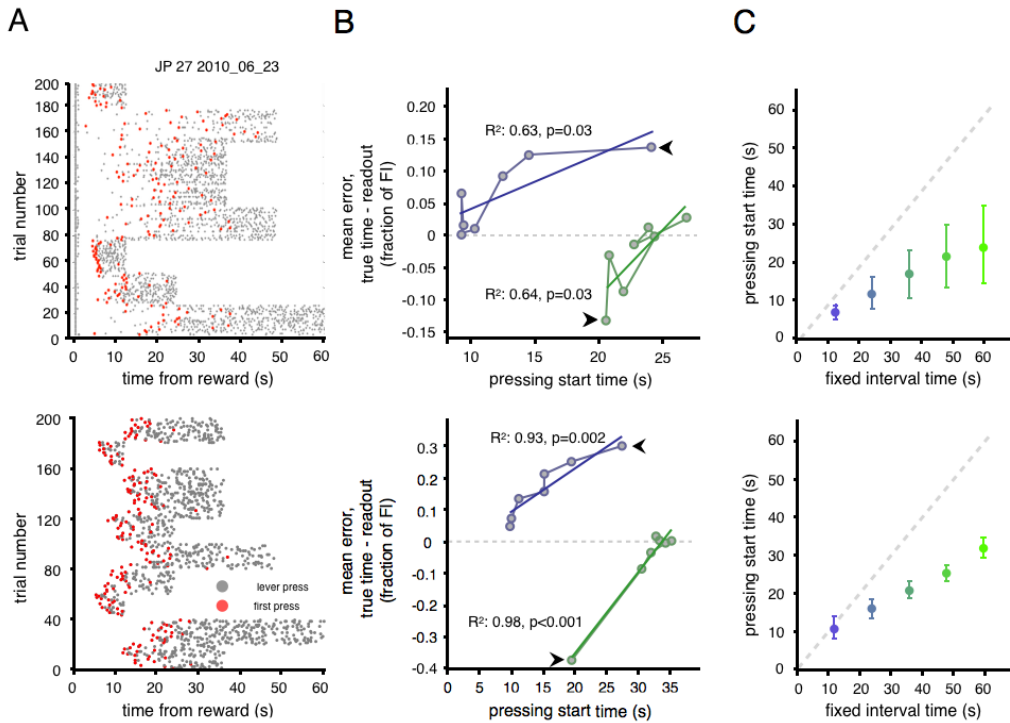 A
B
C
JP 27 2010_06_23
200
180
160
140
120
100
80
60
40
20
0
trial number
0 10 20 30 40 50 60
time from reward (s)
0.20
0.15
0.10
0.05
0
-0.05
-0.10
-0.15
mean error,
true time - readout
(fraction of FI)
R²: 0.63, p=0.03
R²: 0.64, p=0.03
10 15 20 25
pressing start time (s)
60
50
40
30
20
10
0
pressing start time (s)
0 10 20 30 40 50 60
fixed interval time (s)
200
160
120
80
40
0
trial number
lever press
first press
0 10 20 30 40 50 60
time from reward (s)
0.3
0.2
0.1
0
-0.1
-0.2
-0.3
-0.4
mean error,
true time - readout
(fraction of FI)
R²: 0.93, p=0.002
R²: 0.98, p<0.001
0 5 10 15 20 25 30 35
pressing start time (s)
60
50
40
30
20
10
0
pressing start time (s)
0 10 20 30 40 50 60
fixed interval time (s)